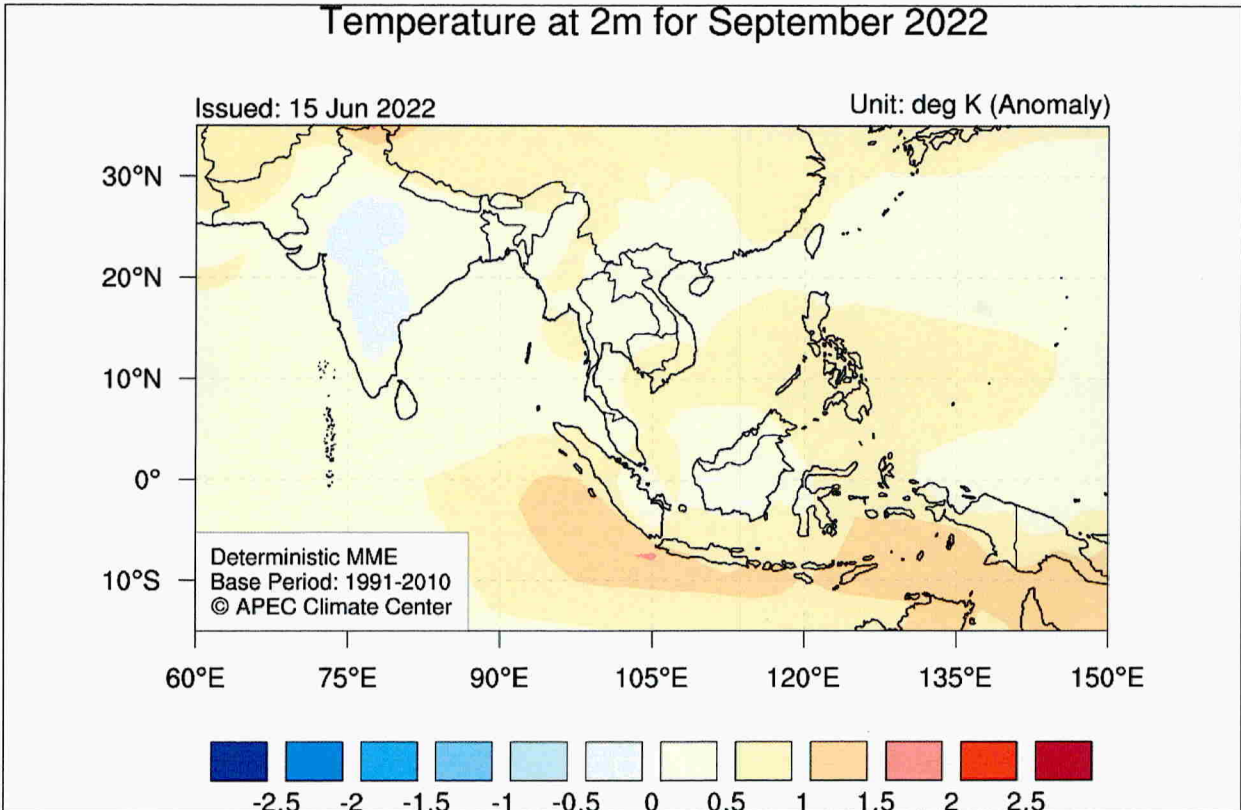 Temperature at 2m for September 2022
Issued: 15 Jun 2022
Unit: deg K (Anomaly)
30°N
20°N
10°N
0°
10°S
Deterministic MME
Base Period: 1991-2010
© APEC Climate Center
60°E 75°E 90°E 105°E 120°E 135°E 150°E
-2.5 -2 -1.5 -1 -0.5 0 0.5 1 1.5 2 2.5